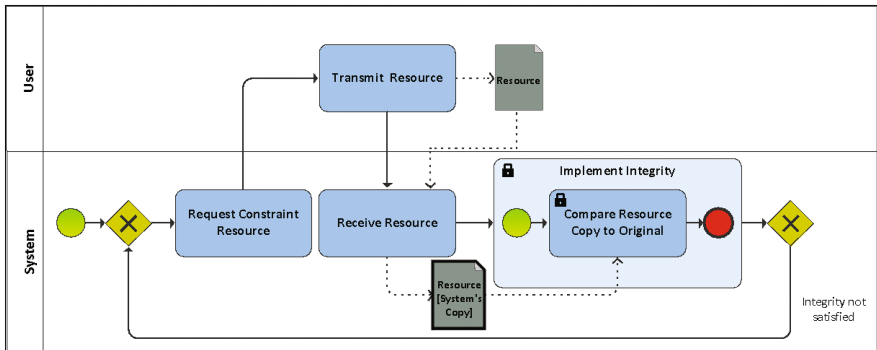 User
Transmit Resource
Resource
System
Implement Integrity
Request Constraint
Resource
Receive Resource
Compare Resource
Copy to Original
Resource
[System's
Copy]
Integrity not
satisfied